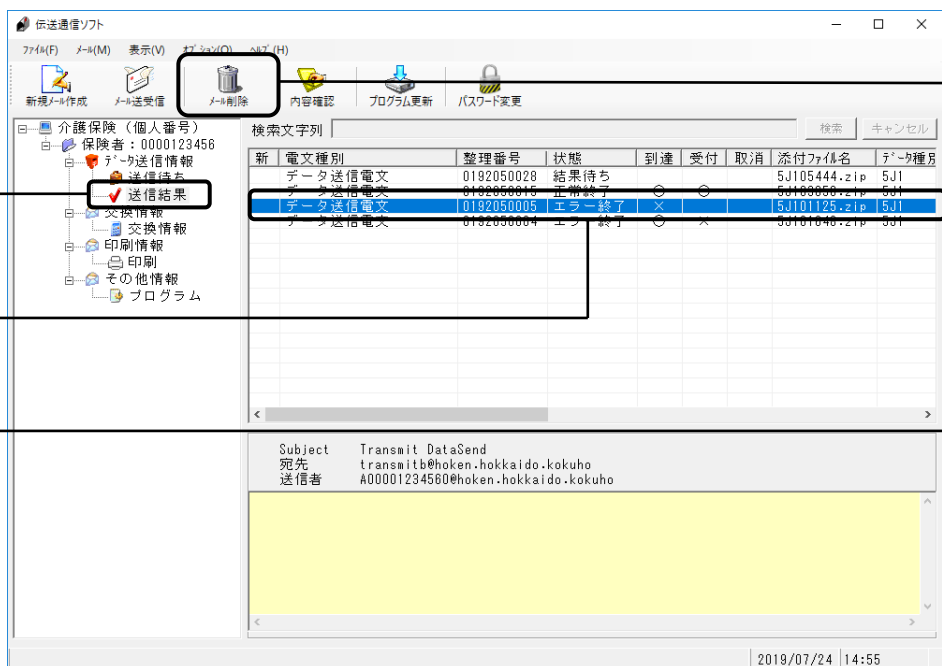 伝送通信ソフト
ファイル(F) メール(M) 表示(V) オプション(O) ヘルプ(H)
新規メール作成 メール送受信 メール削除 内容確認 プログラム更新 パスワード変更
介護保険（個人番号）
保険者：0000123456
データ送信情報
送信待ち
送信結果
交換情報
交換情報
印刷情報
印刷
その他情報
プログラム
検索文字列 検索 キャンセル
新 電文種別 整理番号 状態 到達 受付 取消 添付ファイル名 データ種別
データ送信電文 0192050028 結果待ち 5J105444.zip 5J1
データ送信電文 正常終了 ○ ○ 5J1
データ送信電文 0192050005 エラー終了 × 5J101125.zip 5J1
データ送信電文 0192050004 エラー終了 ○ × 5J1
Subject Transmit DataSend
宛先 transmitb@hoken.hokkaido.kokuho
送信者 A00001234560@hoken.hokkaido.kokuho
2019/07/24 14:55